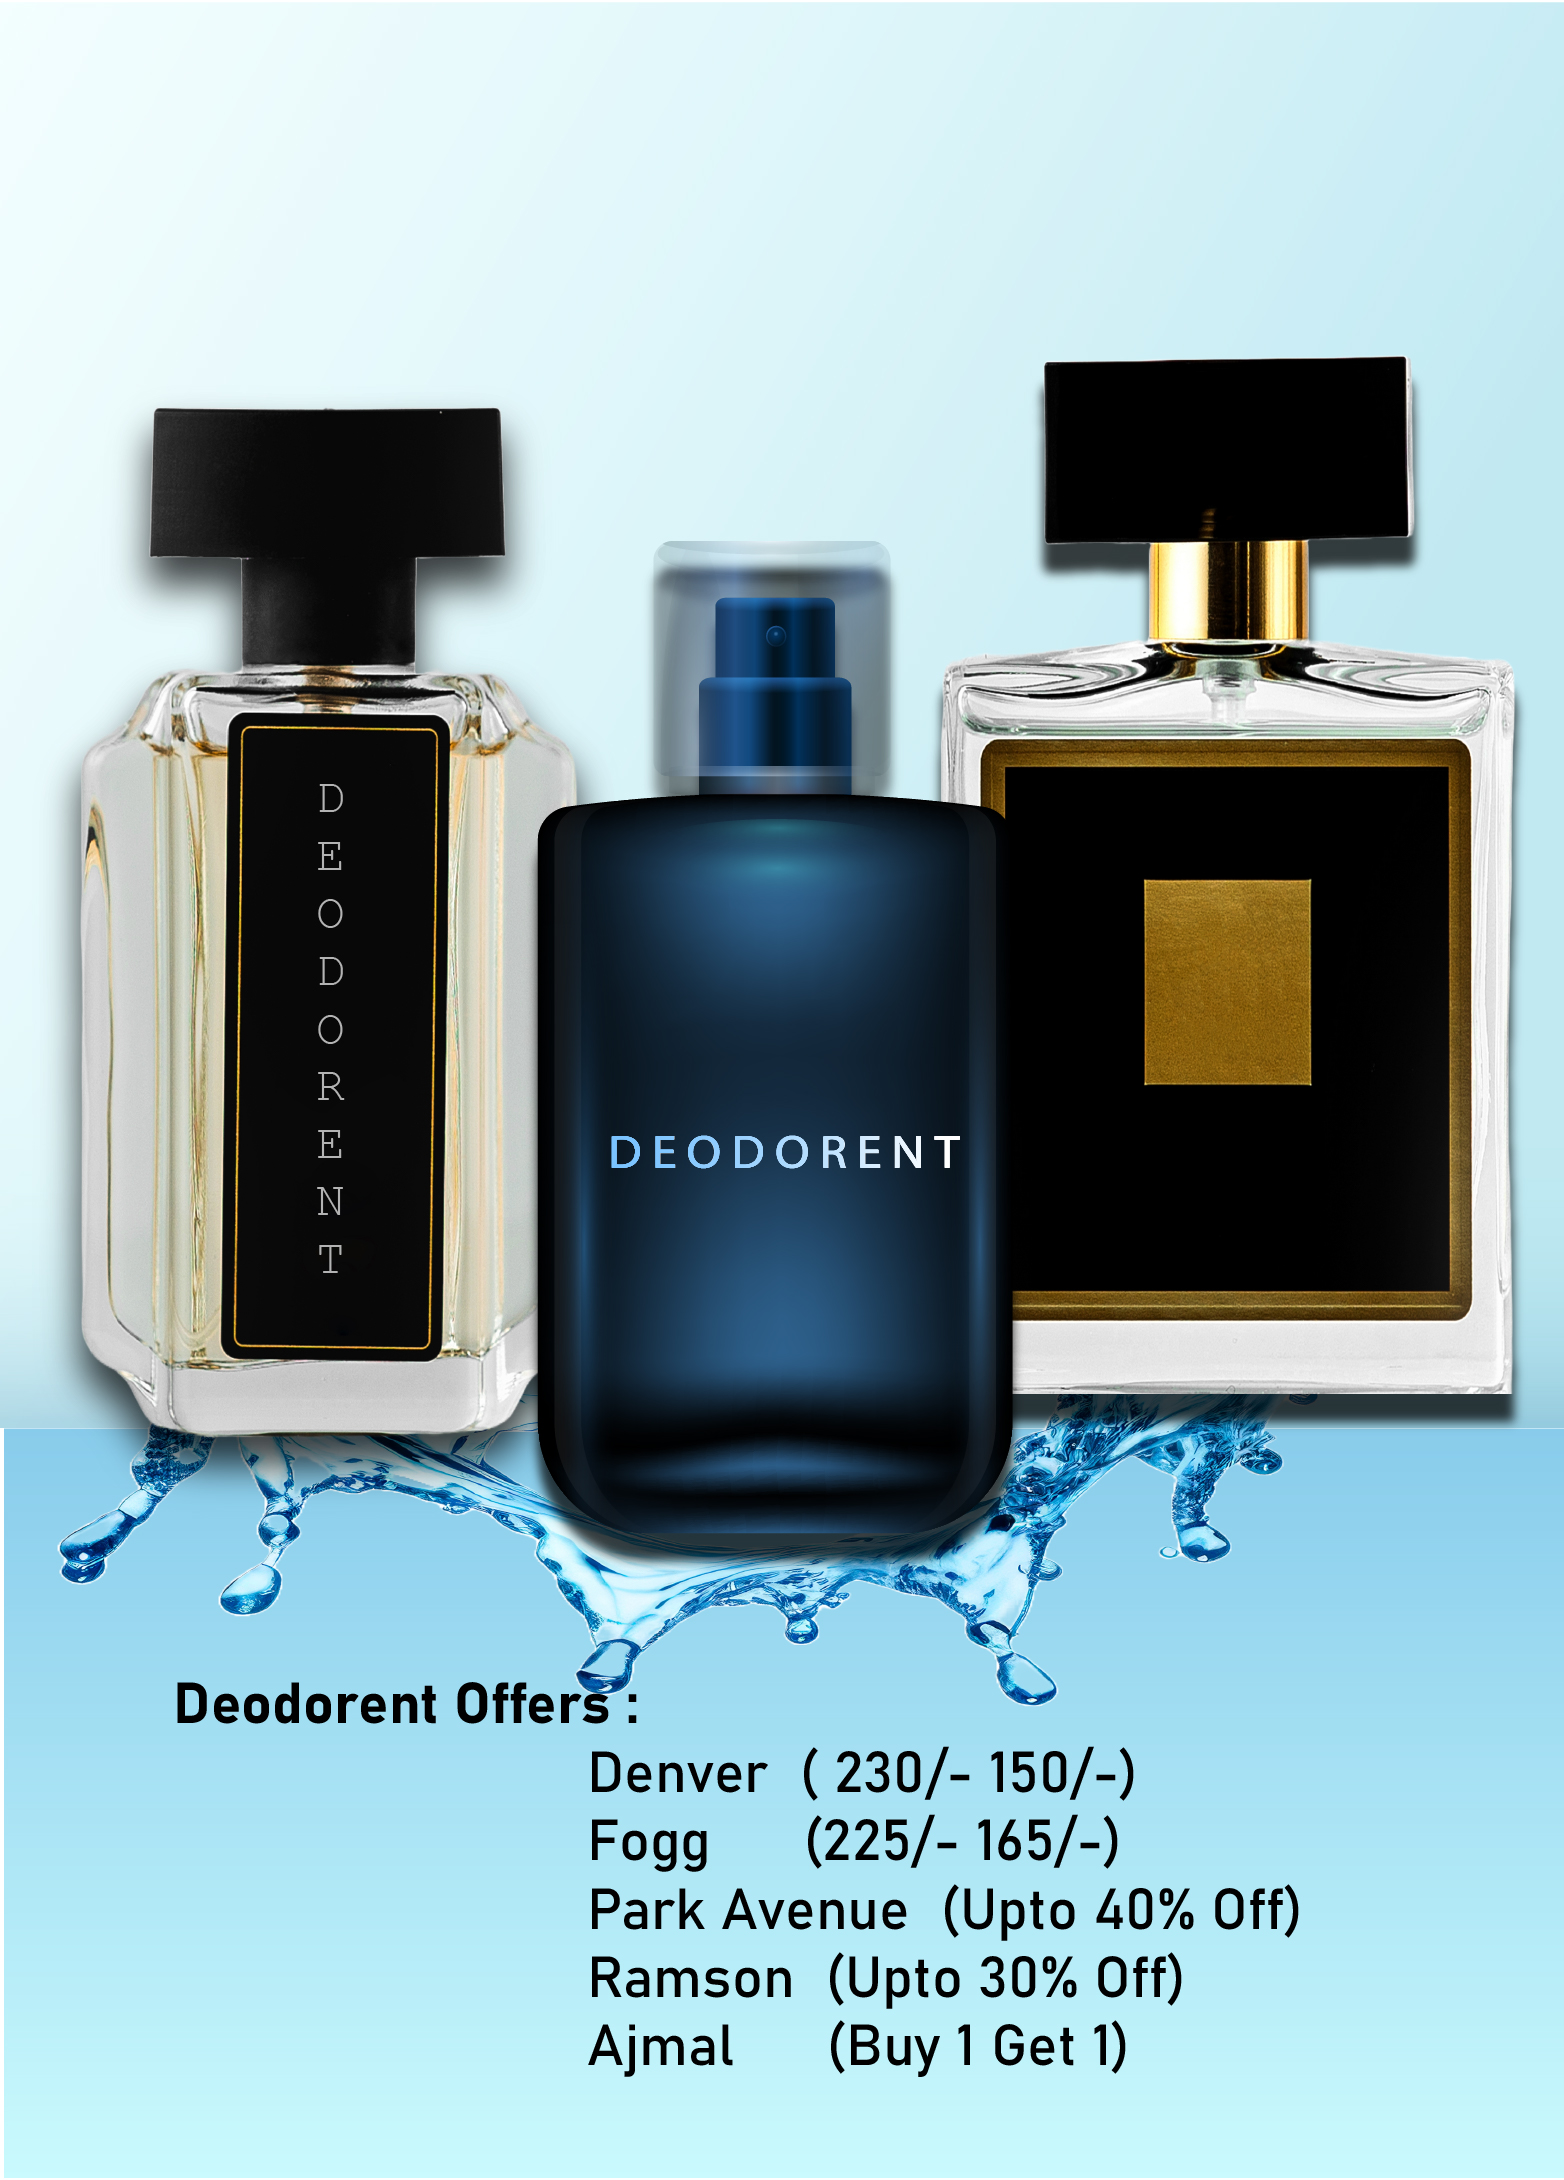 DEODORENT
DEODORENT
Deodorent Offers :
Denver ( 230/- 150/-)
Fogg (225/- 165/-)
Park Avenue (Upto 40% Off)
Ramson (Upto 30% Off)
Ajmal (Buy 1 Get 1)